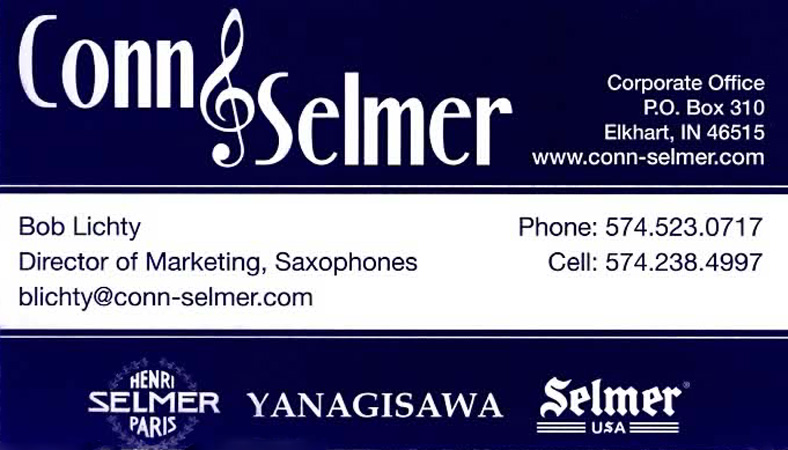 Conn
Selmer
Corporate Office
P.O. Box 310
Elkhart, IN 46515
www.conn-selmer.com
Bob Lichty
Director of Marketing, Saxophones
blichty@conn-selmer.com
Phone: 574.523.0717
Cell: 574.238.4997
HENRI
SELMER
PARIS
YANAGISAWA
Selmer®
USA